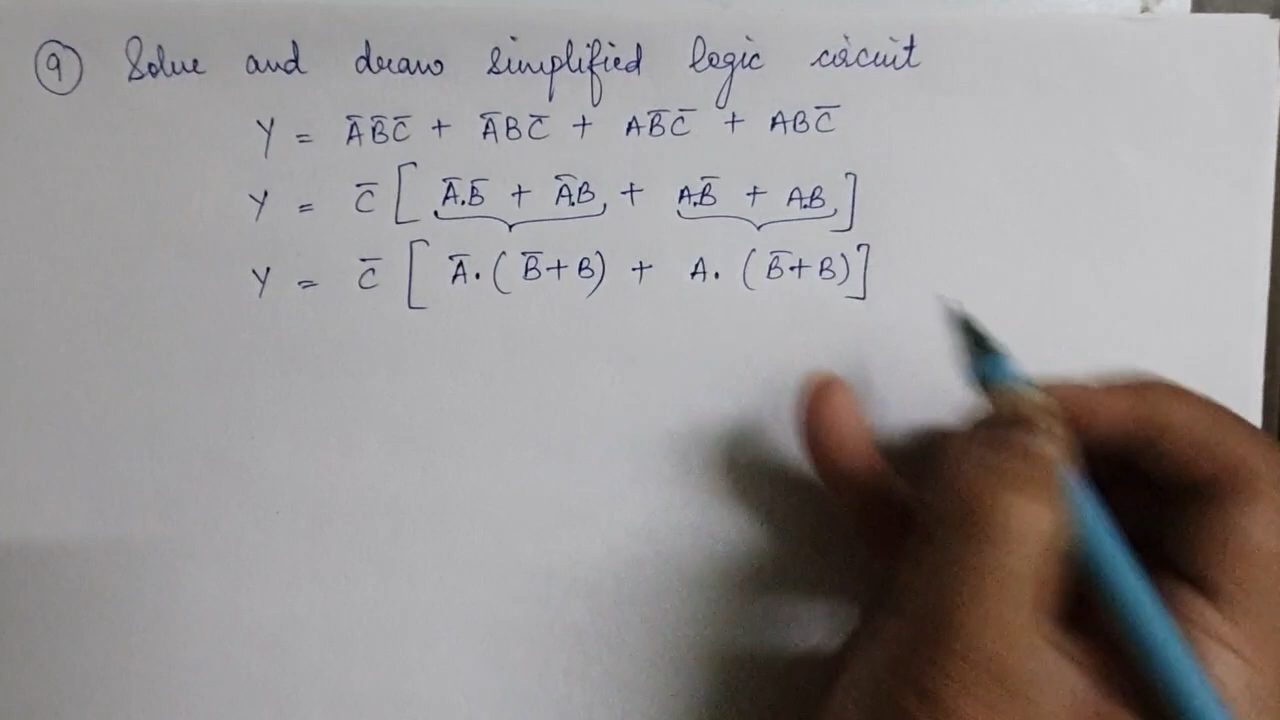 ⑨ Solve and draw simplified logic circuit
Y = A̅B̅C̅ + A̅BC̅ + AB̅C̅ + ABC̅
Y = C̅ [ A̅.B̅ + A̅B + A.B̅ + A.B ]
Y = C̅ [ A̅.(B̅+B) + A.(B̅+B)]